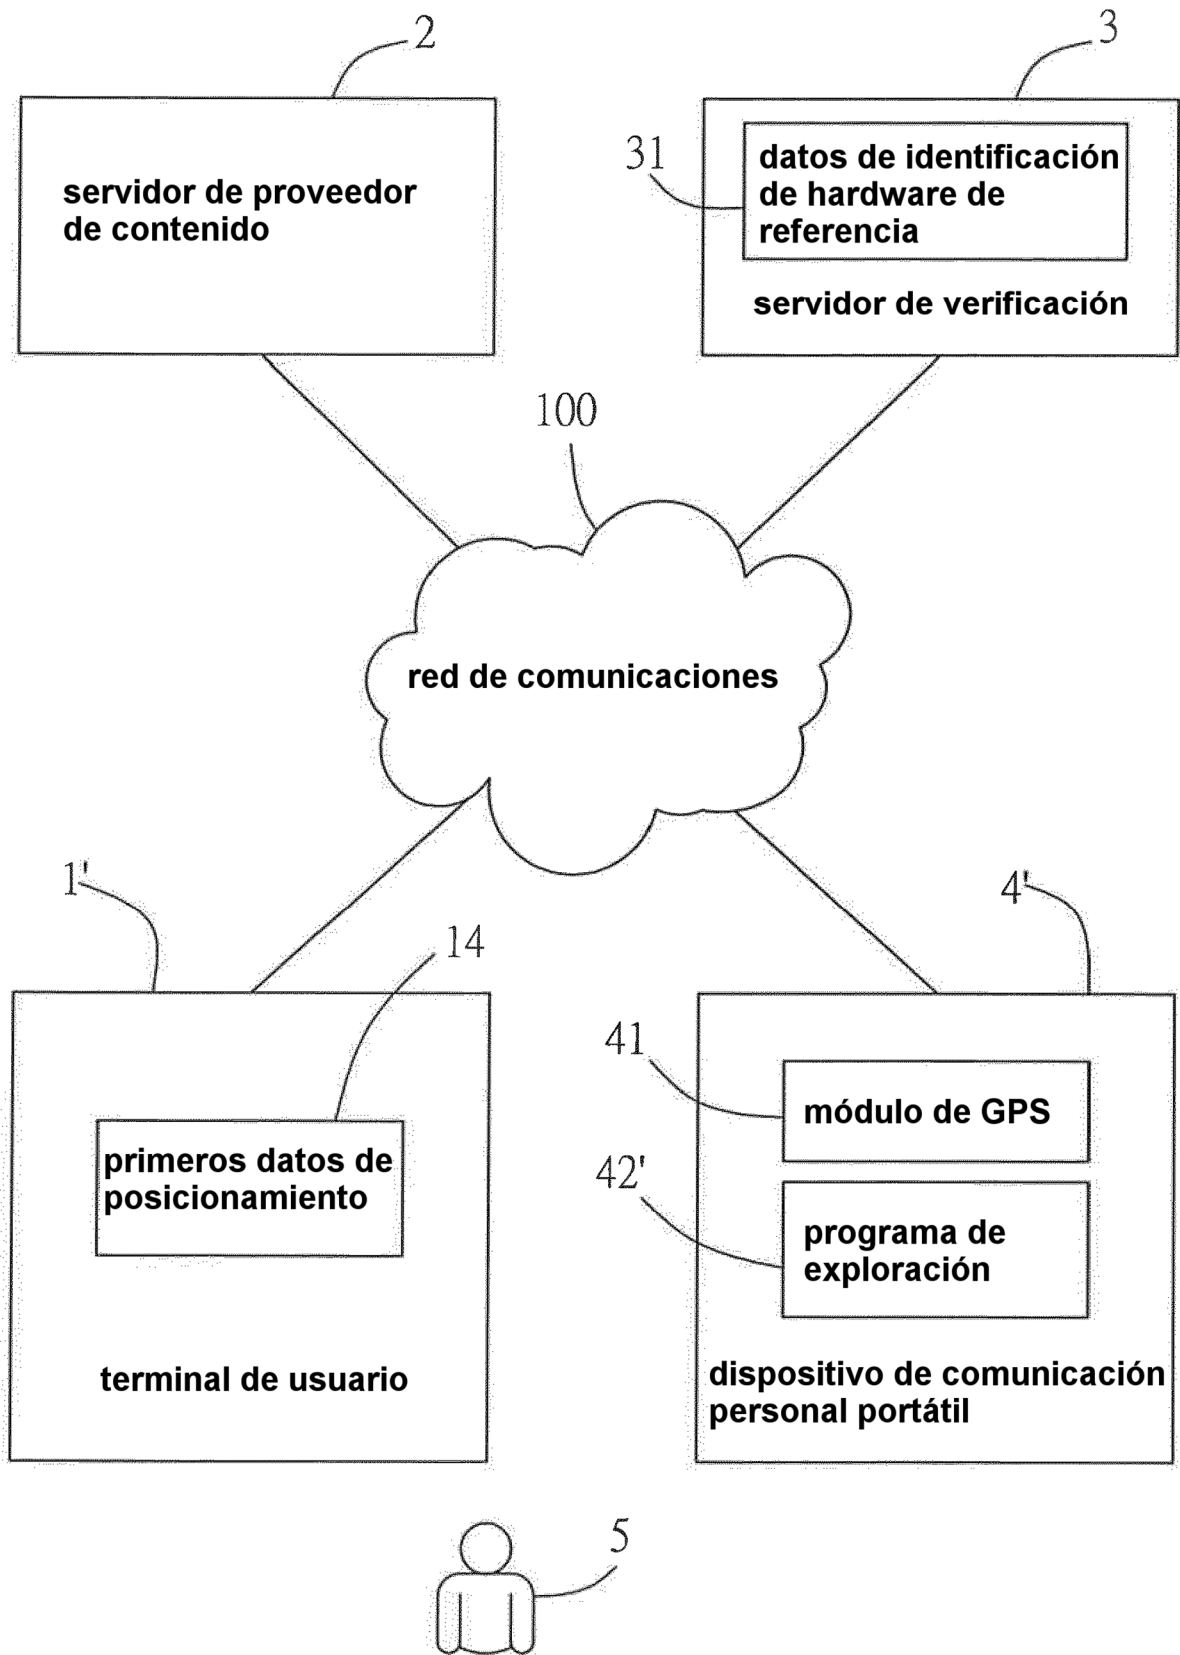 2
3
servidor de proveedor
de contenido
31
datos de identificación
de hardware de
referencia
servidor de verificación
100
red de comunicaciones
1'
14
4'
primeros datos de
posicionamiento
terminal de usuario
41
módulo de GPS
42'
programa de
exploración
dispositivo de comunicación
personal portátil
5